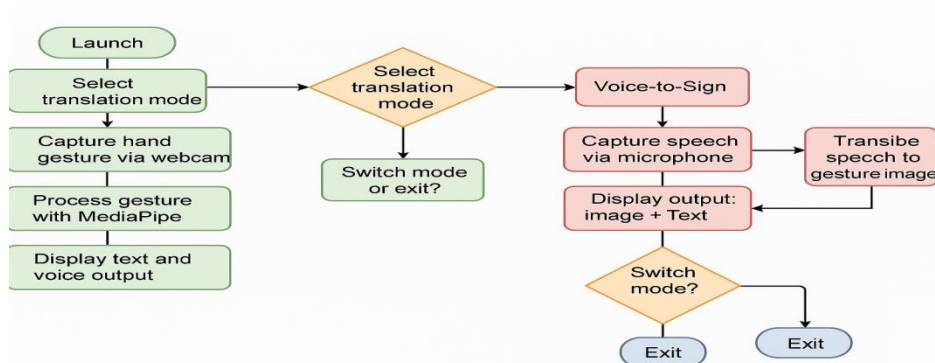 Launch
Select
translation mode
Capture hand
gesture via webcam
Process gesture
with MediaPipe
Display text and
voice output
Select
translation
mode
Switch mode
or exit?
Voice-to-Sign
Capture speech
via microphone
Transibe
specch to
gesture image
Display output:
image + Text
Switch
mode?
Exit
Exit